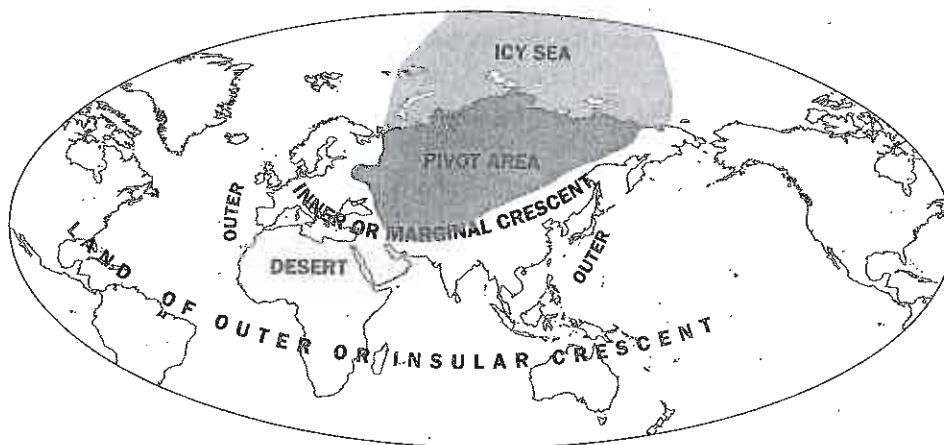 ICY SEA
PIVOT AREA
INNER OR MARGINAL CRESCENT
OUTER
OUTER
DESERT
LAND OF OUTER OR INSULAR CRESCENT